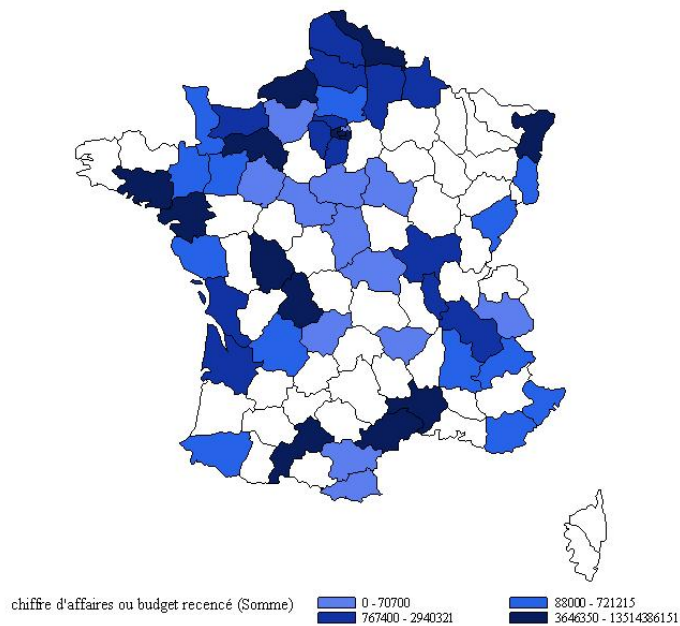 chiffre d'affaires ou budget recencé (Somme)
0 - 70700
88000 - 721215
767400 - 2940321
3646350 - 13514386151